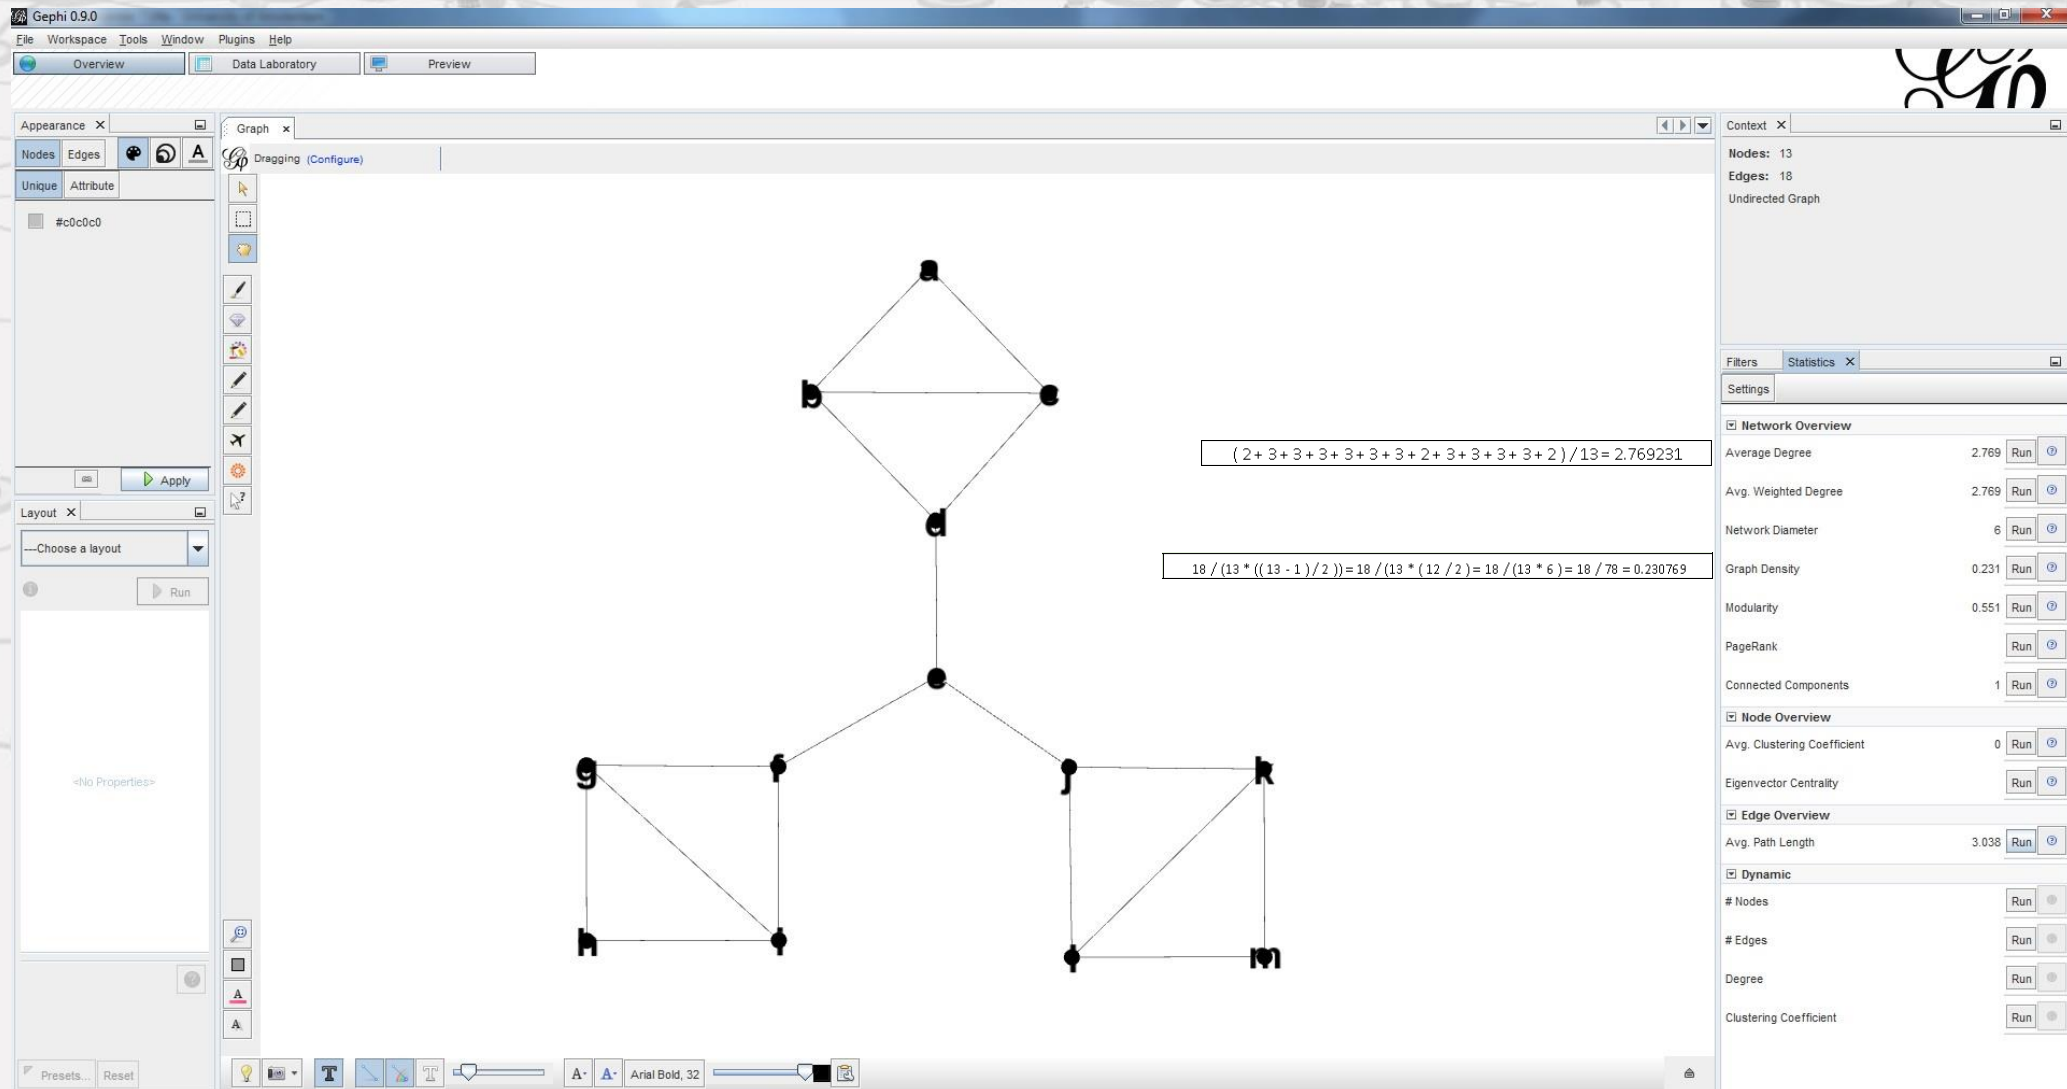 Gephi 0.9.0
File Workspace Tools Window Plugins Help
Overview Data Laboratory Preview
Appearance
Nodes Edges
Unique Attribute
#c0c0c0
Apply
Layout
---Choose a layout
Run
<No Properties>
Presets... Reset
Graph
Dragging (Configure)
a
b
c
d
e
g f
j k
h i
l m
( 2 + 3 + 3 + 3 + 3 + 3 + 3 + 2 + 3 + 3 + 3 + 3 + 2 ) / 13 = 2.769231
18 / (13 * (( 13 - 1 ) / 2 )) = 18 / (13 * ( 12 / 2 ) = 18 / (13 * 6 ) = 18 / 78 = 0.230769
Arial Bold, 32
Context
Nodes: 13
Edges: 18
Undirected Graph
Filters Statistics
Settings
Network Overview
Average Degree 2.769 Run
Avg. Weighted Degree 2.769 Run
Network Diameter 6 Run
Graph Density 0.231 Run
Modularity 0.551 Run
PageRank Run
Connected Components 1 Run
Node Overview
Avg. Clustering Coefficient 0 Run
Eigenvector Centrality Run
Edge Overview
Avg. Path Length 3.038 Run
Dynamic
# Nodes Run
# Edges Run
Degree Run
Clustering Coefficient Run